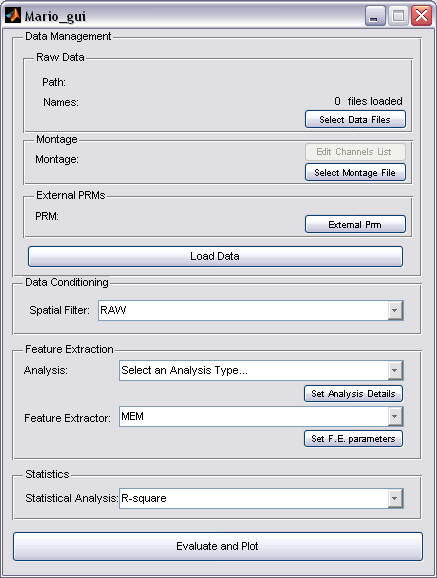 Mario_gui
Data Management
Raw Data
Path:
Names:
0 files loaded
Select Data Files
Montage
Edit Channels List
Montage:
Select Montage File
External PRMs
PRM:
External Prm
Load Data
Data Conditioning
Spatial Filter: RAW
Feature Extraction
Analysis: Select an Analysis Type...
Set Analysis Details
Feature Extractor: MEM
Set F.E. parameters
Statistics
Statistical Analysis: R-square
Evaluate and Plot